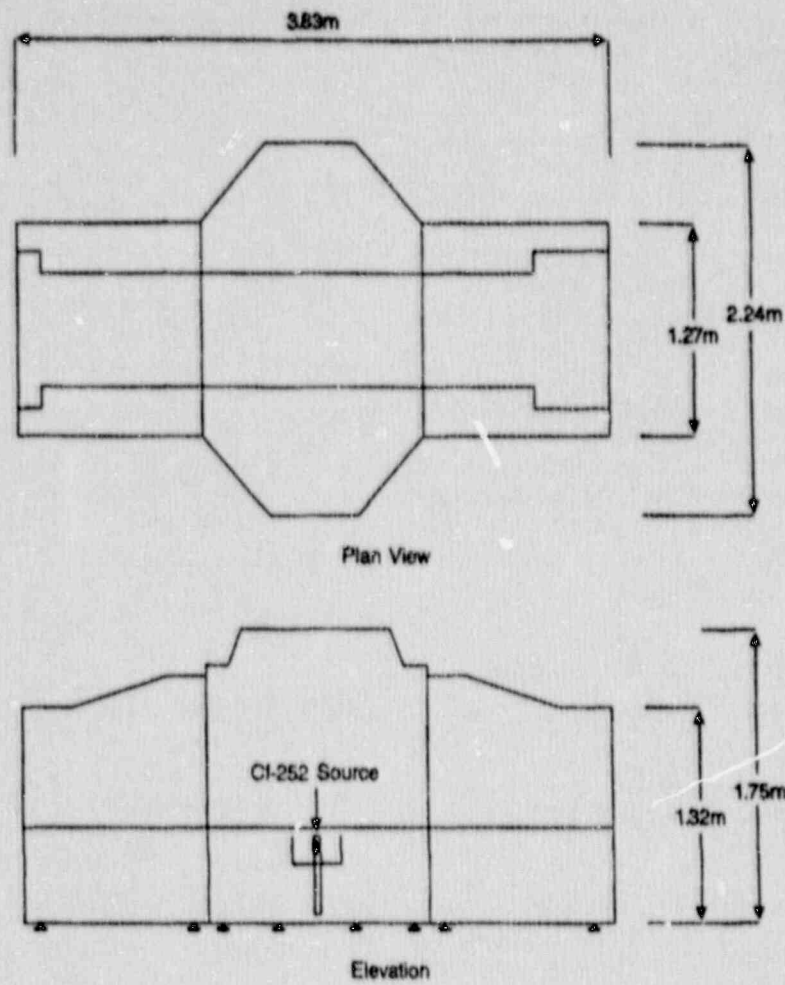 3.83m
2.24m
1.27m
Plan View
Cf-252 Source
1.75m
1.32m
Elevation